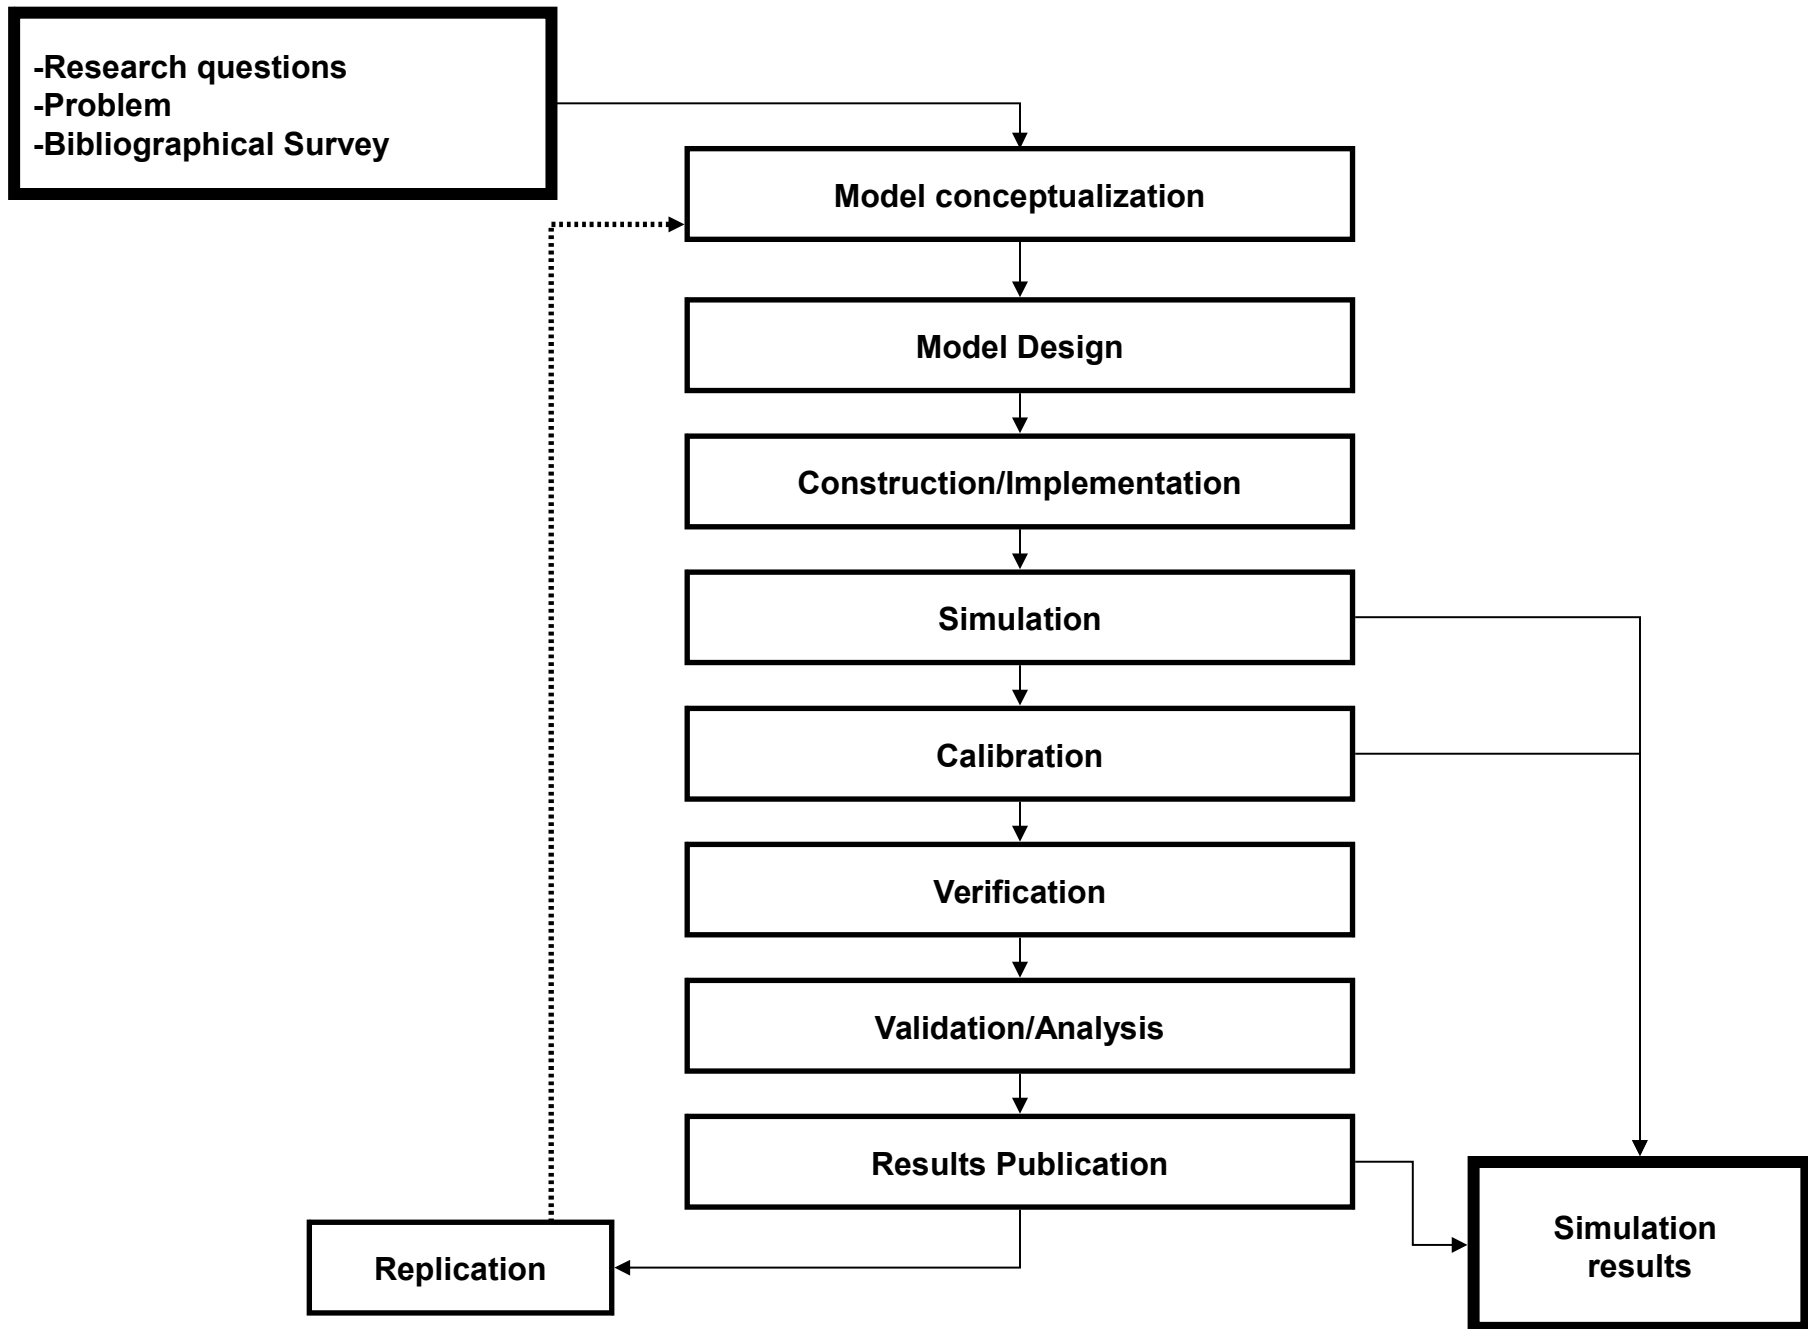 -Research questions
-Problem
-Bibliographical Survey
Model conceptualization
Model Design
Construction/Implementation
Simulation
Calibration
Verification
Validation/Analysis
Results Publication
Simulation
results
Replication